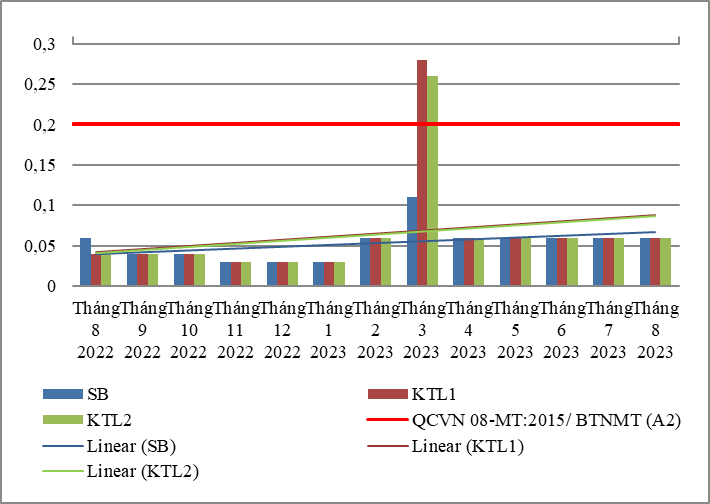 0,3
0,25
0,2
0,15
0,1
0,05
0
Tháng Tháng Tháng Tháng Tháng Tháng Tháng Tháng Tháng Tháng Tháng Tháng Tháng
8 9 10 11 12 1 2 3 4 5 6 7 8
2022 2022 2022 2022 2022 2023 2023 2023 2023 2023 2023 2023 2023
SB KTL1
KTL2 QCVN 08-MT:2015/ BTNMT (A2)
Linear (SB) Linear (KTL1)
Linear (KTL2)